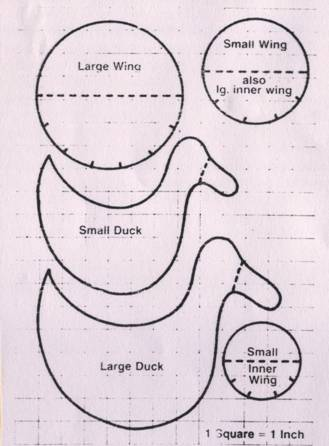 Large Wing
Small Wing
also
lg. inner wing
Small Duck
Large Duck
Small
Inner
Wing
1 Square = 1 Inch